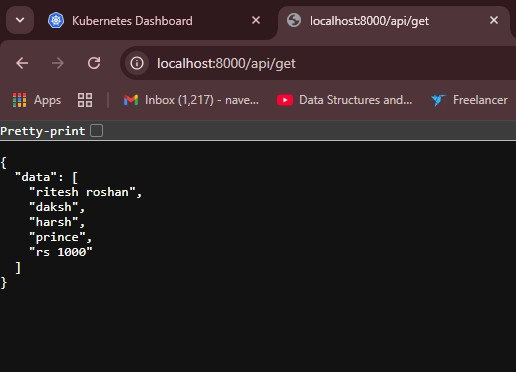 Kubernetes Dashboard
localhost:8000/api/get
localhost:8000/api/get
Apps
Inbox (1,217) - nave...
Data Structures and...
Freelancer
Pretty-print
{
  "data": [
    "ritesh roshan",
    "daksh",
    "harsh",
    "prince",
    "rs 1000"
  ]
}